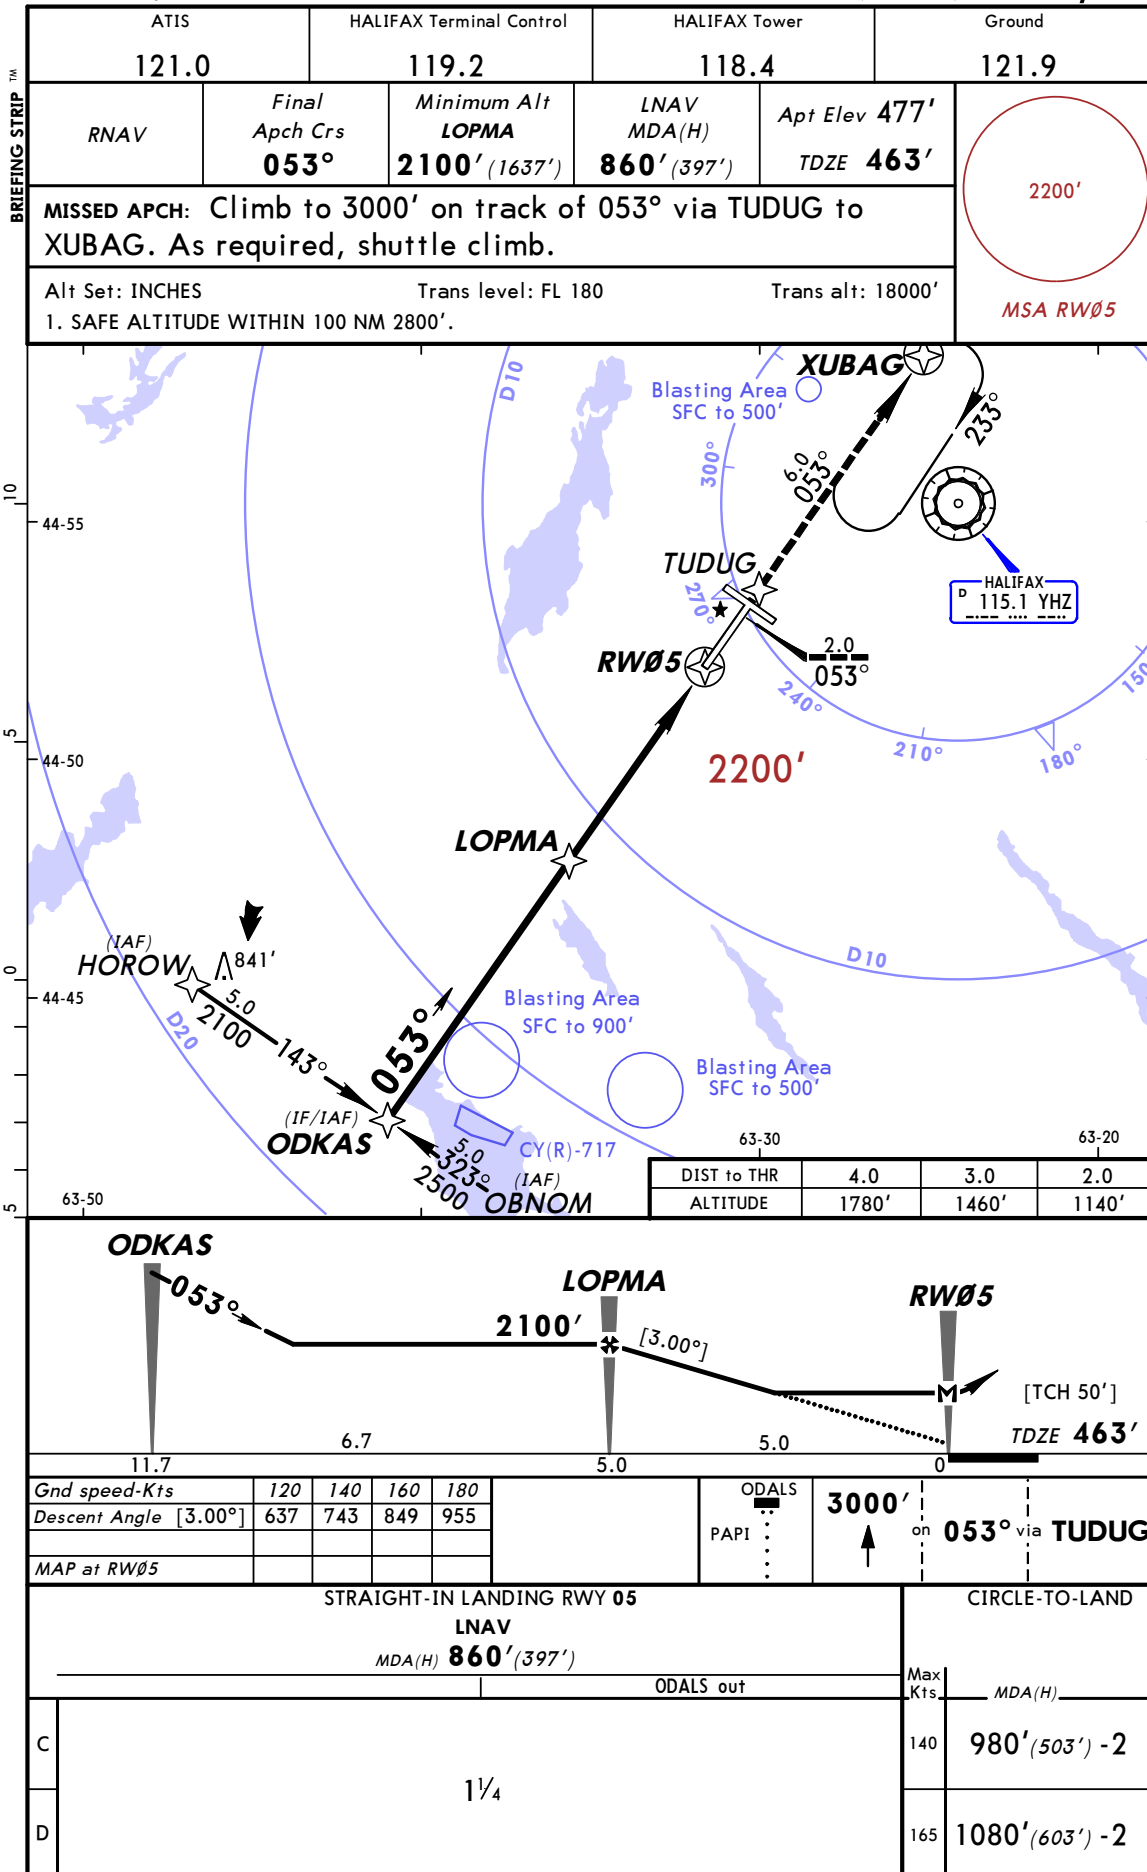 ATIS
121.0
HALIFAX Terminal Control
119.2
HALIFAX Tower
118.4
Ground
121.9
BRIEFING STRIP TM
RNAV
Final
Apch Crs
053°
Minimum Alt
LOPMA
2100' (1637')
LNAV
MDA(H)
860' (397')
Apt Elev 477'
TDZE 463'
2200'
MSA RWØ5
MISSED APCH: Climb to 3000' on track of 053° via TUDUG to
XUBAG. As required, shuttle climb.
Alt Set: INCHES Trans level: FL 180 Trans alt: 18000'
1. SAFE ALTITUDE WITHIN 100 NM 2800'.
D10
XUBAG
Blasting Area
SFC to 500'
233°
300°
6.0
053°
10
44-55
TUDUG
270°
HALIFAX
D 115.1 YHZ
RWØ5
2.0
053°
240°
210°
180°
150
5
44-50
2200'
LOPMA
D10
(IAF)
HOROW
841'
0
44-45
5.0
2100
143°
D20
053°
Blasting Area
SFC to 900'
Blasting Area
SFC to 500'
(IF/IAF)
ODKAS
CY(R)-717
5.0
323°
2500
(IAF)
OBNOM
63-30
63-20
63-50
5
DIST to THR 4.0 3.0 2.0
ALTITUDE 1780' 1460' 1140'
ODKAS
053°
LOPMA
2100'
[3.00°]
RWØ5
[TCH 50']
TDZE 463'
6.7
5.0
11.7
5.0
0
Gnd speed-Kts 120 140 160 180
Descent Angle [3.00°] 637 743 849 955
MAP at RWØ5
ODALS
PAPI
3000'
on 053° via TUDUG
STRAIGHT-IN LANDING RWY 05
LNAV
MDA(H) 860' (397')
ODALS out
CIRCLE-TO-LAND
Max
Kts
MDA(H)
C
1 1/4
140 980' (503') -2
D
165 1080' (603') -2